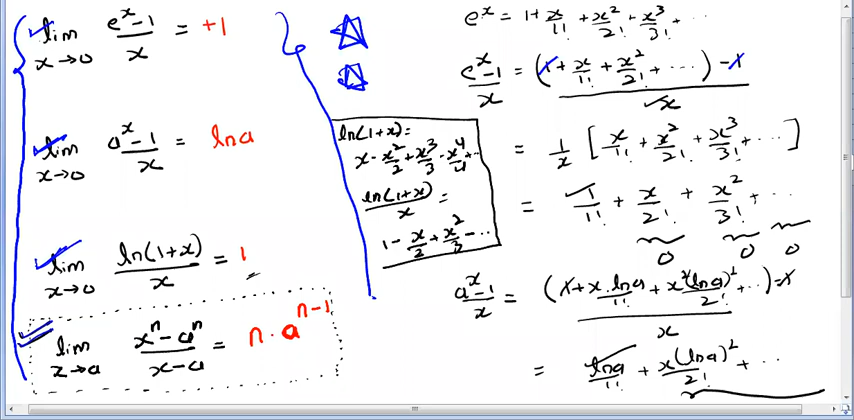 lim x→0 (e^x − 1)/x = +1
lim x→0 (a^x − 1)/x = ln a
lim x→0 ln(1+x)/x = 1
lim x→a (x^n − a^n)/(x − a) = n · a^(n−1)
ln(1+x) =
x − x²/2 + x³/3 − x⁴/4 + ..
ln(1+x)/x =
1 − x/2 + x²/3 − ...
e^x = 1 + x/1! + x²/2! + x³/3! + ...
(e^x − 1)/x = ((1 + x/1! + x²/2! + ...) − 1)/x
= 1/x [x/1! + x²/2! + x³/3! + ...]
= 1/1! + x/2! + x²/3! + ...
0 0 0
(a^x − 1)/x = ((1 + x.ln a/1! + x²(ln a)²/2! + ...) − 1)/x
= ln a/1! + x(ln a)²/2! + ...